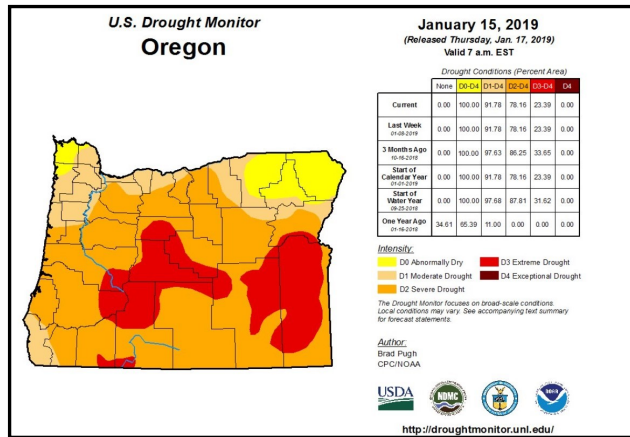 U.S. Drought Monitor
Oregon
January 15, 2019
(Released Thursday, Jan. 17, 2019)
Valid 7 a.m. EST
Drought Conditions (Percent Area)
None D0-D4 D1-D4 D2-D4 D3-D4 D4
Current 0.00 100.00 91.78 78.16 23.39 0.00
Last Week
01-08-2019 0.00 100.00 91.78 78.16 23.39 0.00
3 Months Ago
10-16-2018 0.00 100.00 97.63 86.25 33.65 0.00
Start of
Calendar Year
01-01-2019 0.00 100.00 91.78 78.16 23.39 0.00
Start of
Water Year
09-25-2018 0.00 100.00 97.68 87.81 31.62 0.00
One Year Ago
01-16-2018 34.61 65.39 11.00 0.00 0.00 0.00
Intensity:
D0 Abnormally Dry
D1 Moderate Drought
D2 Severe Drought
D3 Extreme Drought
D4 Exceptional Drought
The Drought Monitor focuses on broad-scale conditions.
Local conditions may vary. See accompanying text summary
for forecast statements.
Author:
Brad Pugh
CPC/NOAA
USDA
NDMC
NOAA
http://droughtmonitor.unl.edu/